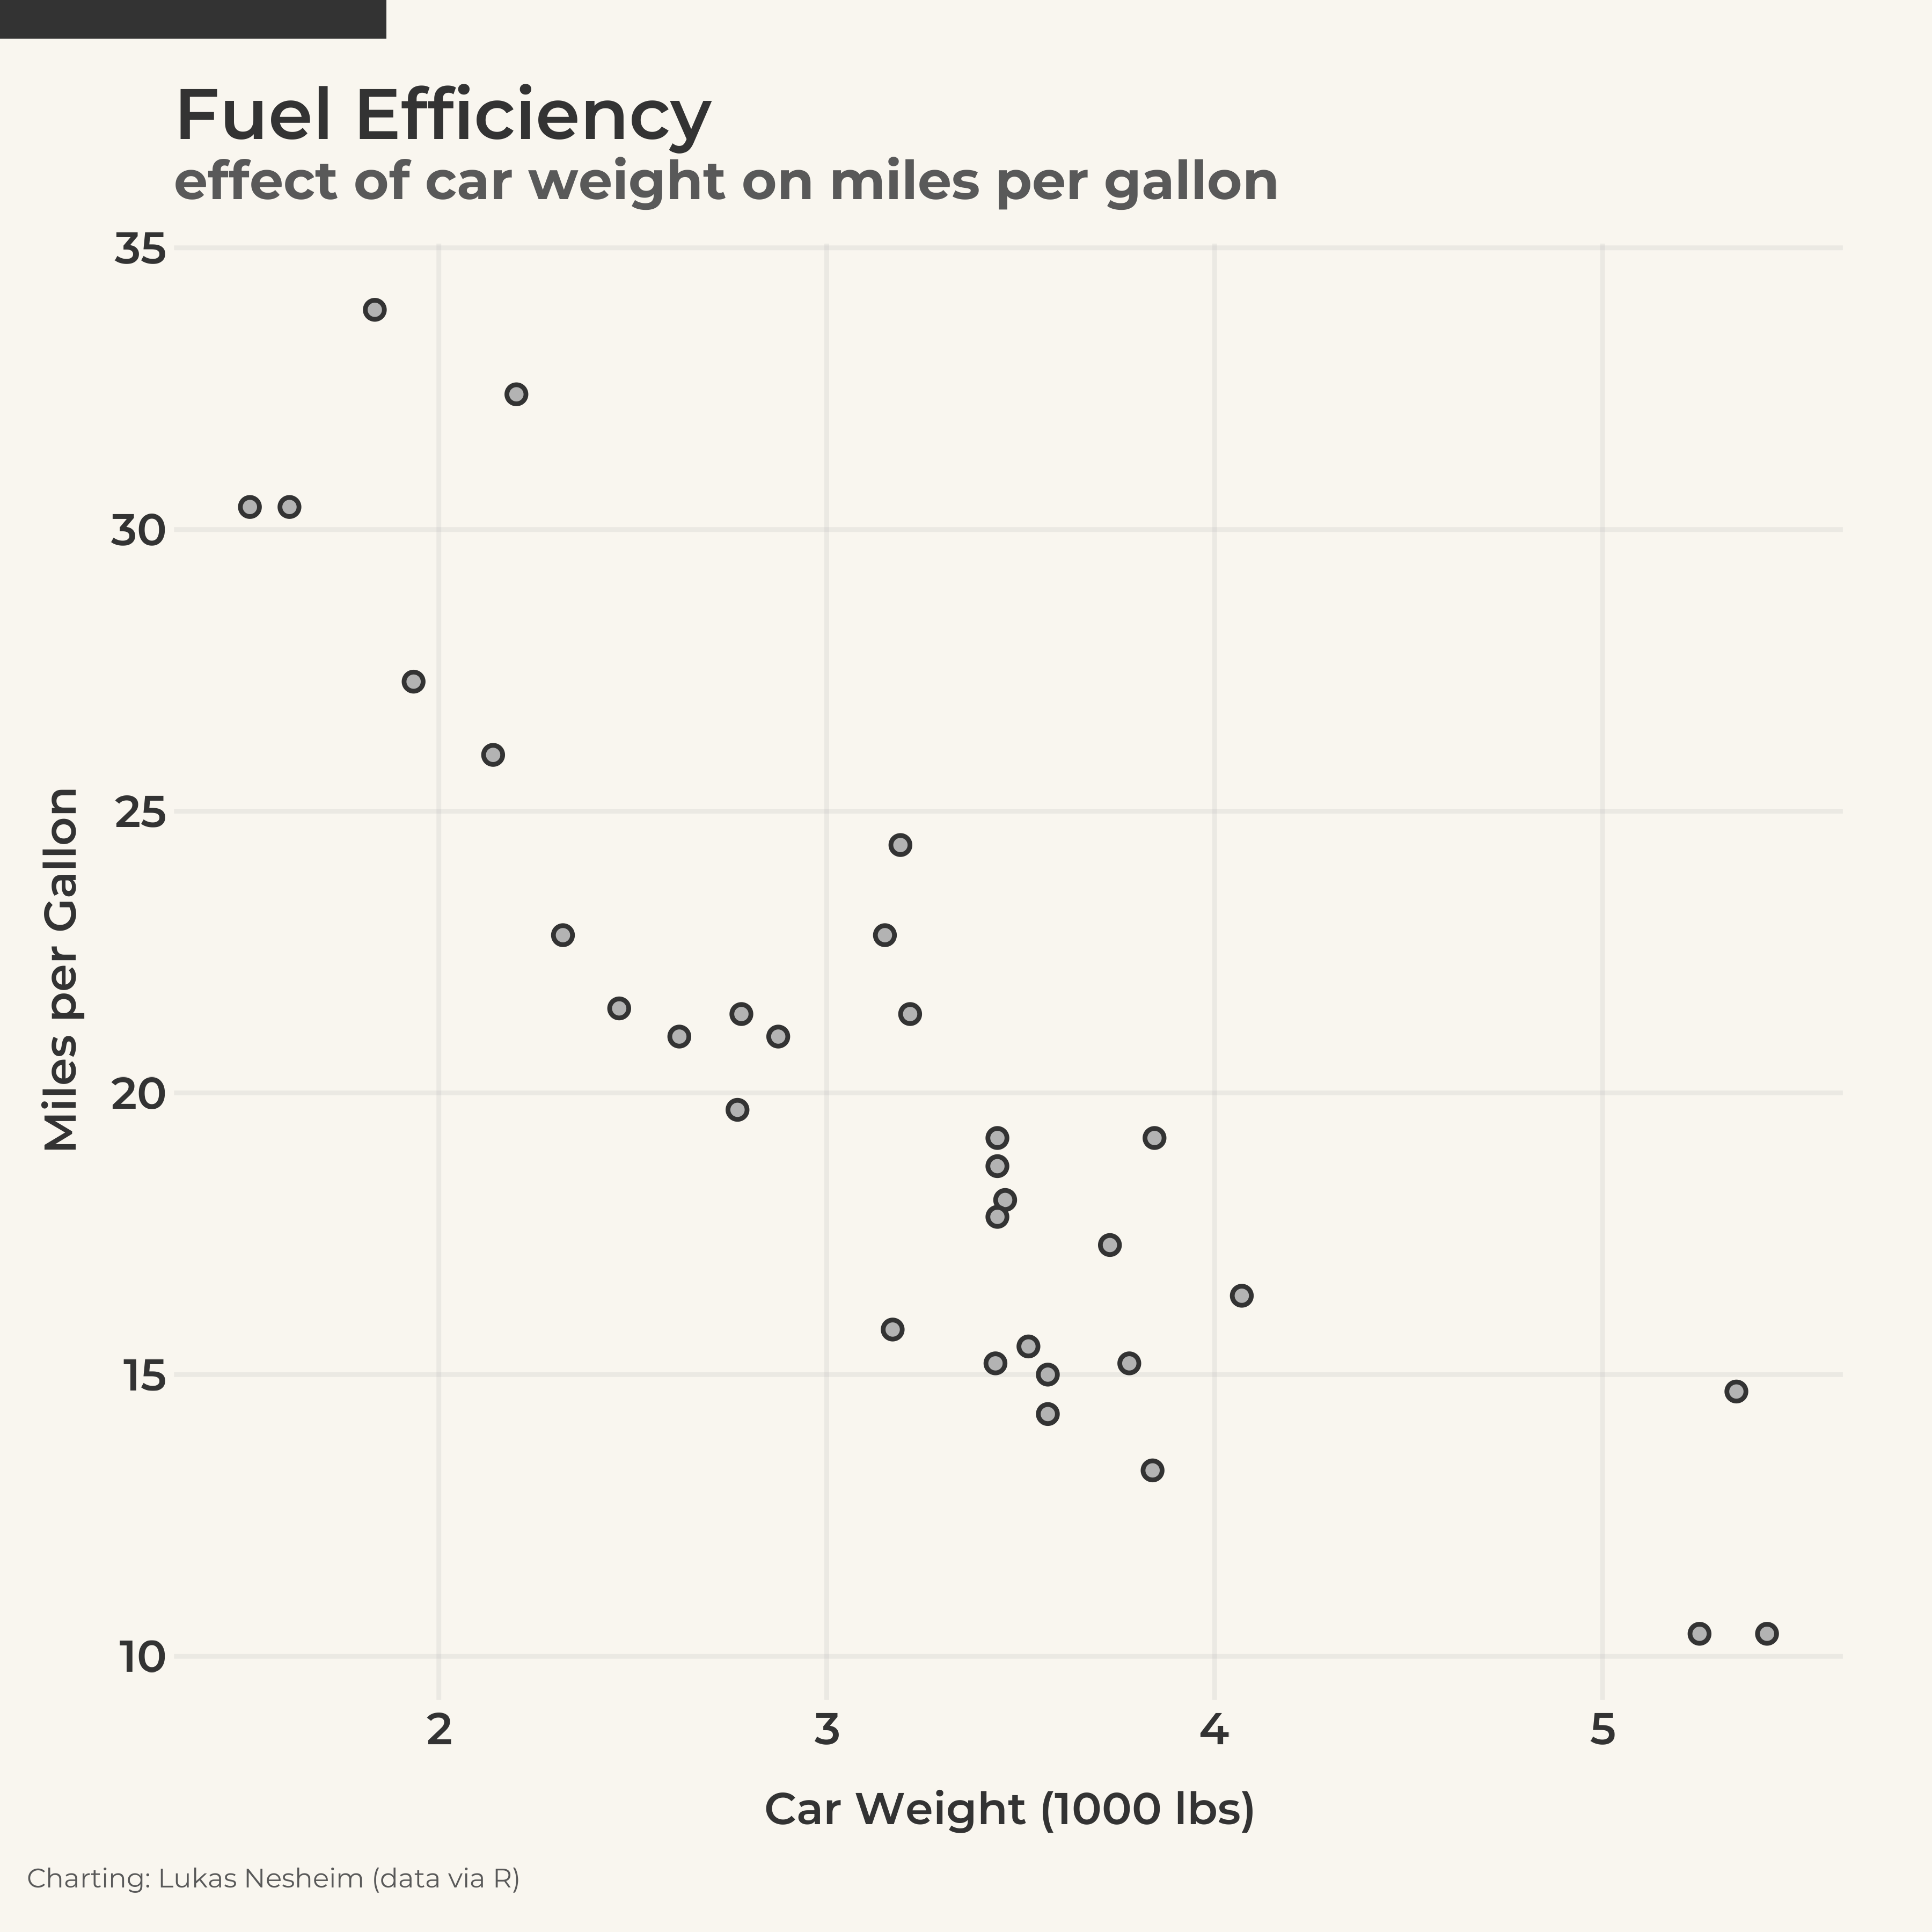 Fuel Efficiency
effect of car weight on miles per gallon
35
30
25
20
15
10
Miles per Gallon
2 3 4 5
Car Weight (1000 lbs)
Charting: Lukas Nesheim (data via R)